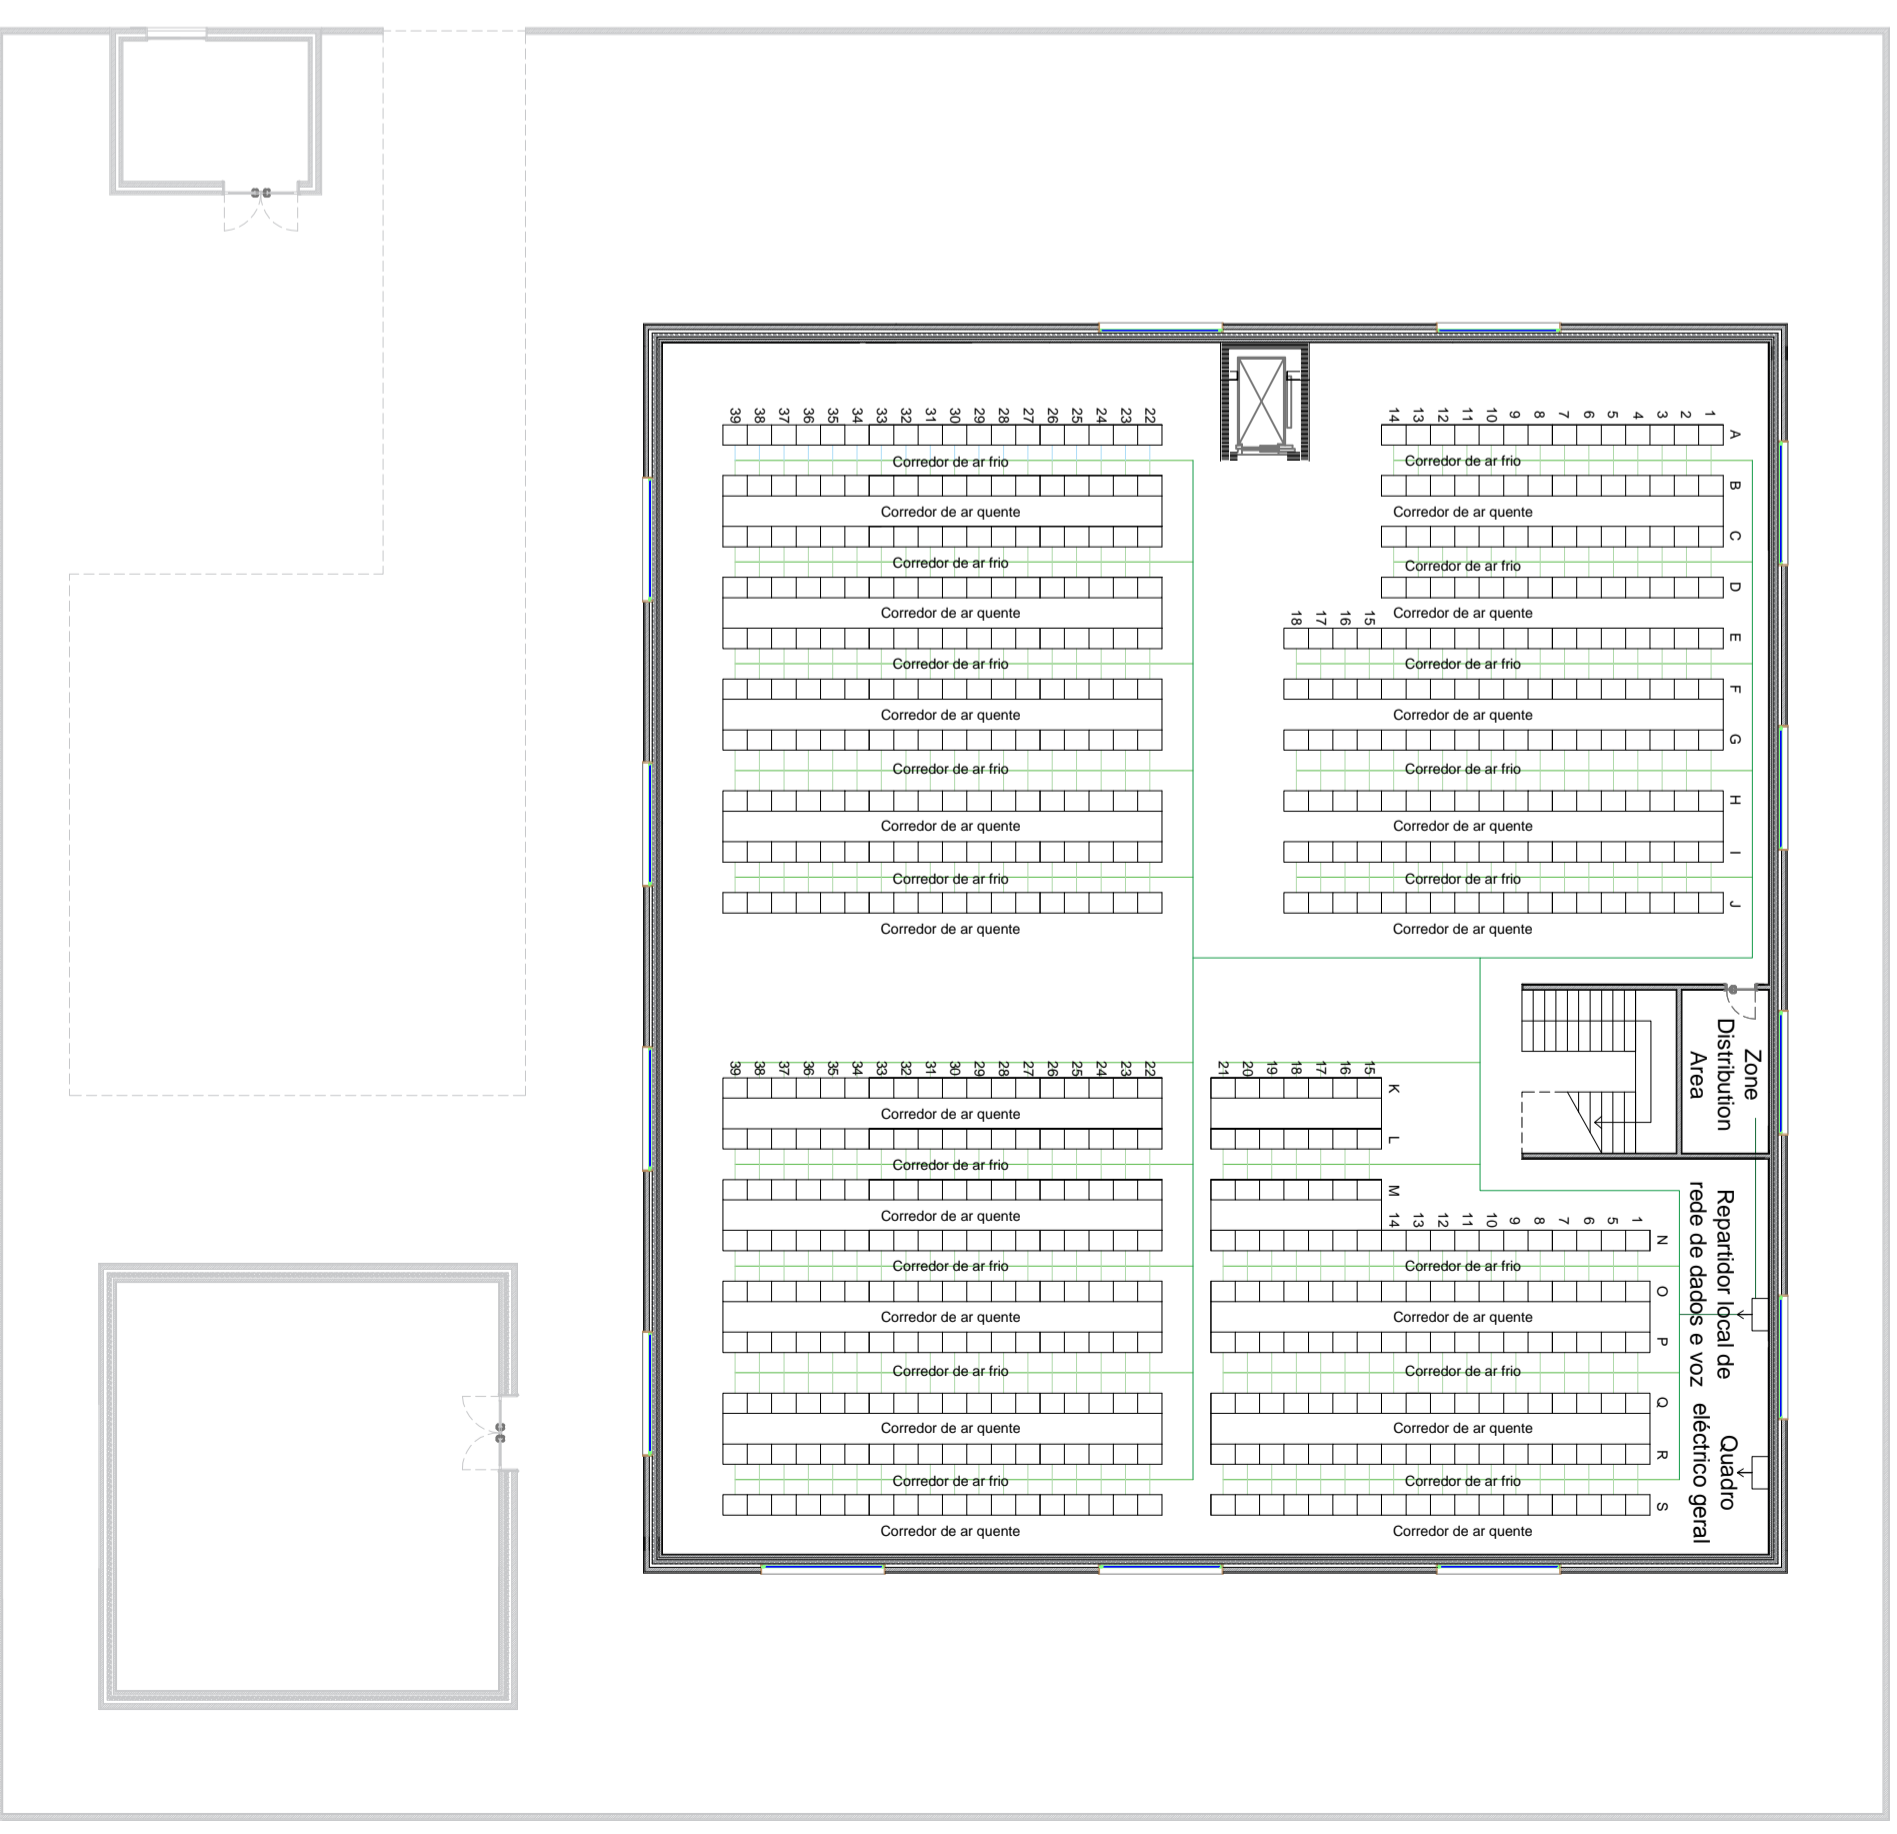 39 38 37 36 35 34 33 32 31 30 29 28 27 26 25 24 23 22
14 13 12 11 10 9 8 7 6 5 4 3 2 1
A
Corredor de ar frio
Corredor de ar frio
B
Corredor de ar quente
Corredor de ar quente
C
Corredor de ar frio
Corredor de ar frio
D
Corredor de ar quente
Corredor de ar quente
18 17 16 15
E
Corredor de ar frio
Corredor de ar frio
F
Corredor de ar quente
Corredor de ar quente
G
Corredor de ar frio
Corredor de ar frio
H
Corredor de ar quente
Corredor de ar quente
I
Corredor de ar frio
Corredor de ar frio
J
Corredor de ar quente
Corredor de ar quente
Zone
Distribution
Area
39 38 37 36 35 34 33 32 31 30 29 28 27 26 25 24 23 22
21 20 19 18 17 16 15
K
Corredor de ar quente
L
Corredor de ar frio
M
Corredor de ar quente
14 13 12 11 10 9 8 7 6 5 1
N
Corredor de ar frio
Corredor de ar frio
O
Corredor de ar quente
Corredor de ar quente
P
Corredor de ar frio
Corredor de ar frio
Q
Corredor de ar quente
Corredor de ar quente
R
Corredor de ar frio
Corredor de ar frio
S
Corredor de ar quente
Corredor de ar quente
Repartidor local de
rede de dados e voz
Quadro
eléctrico geral